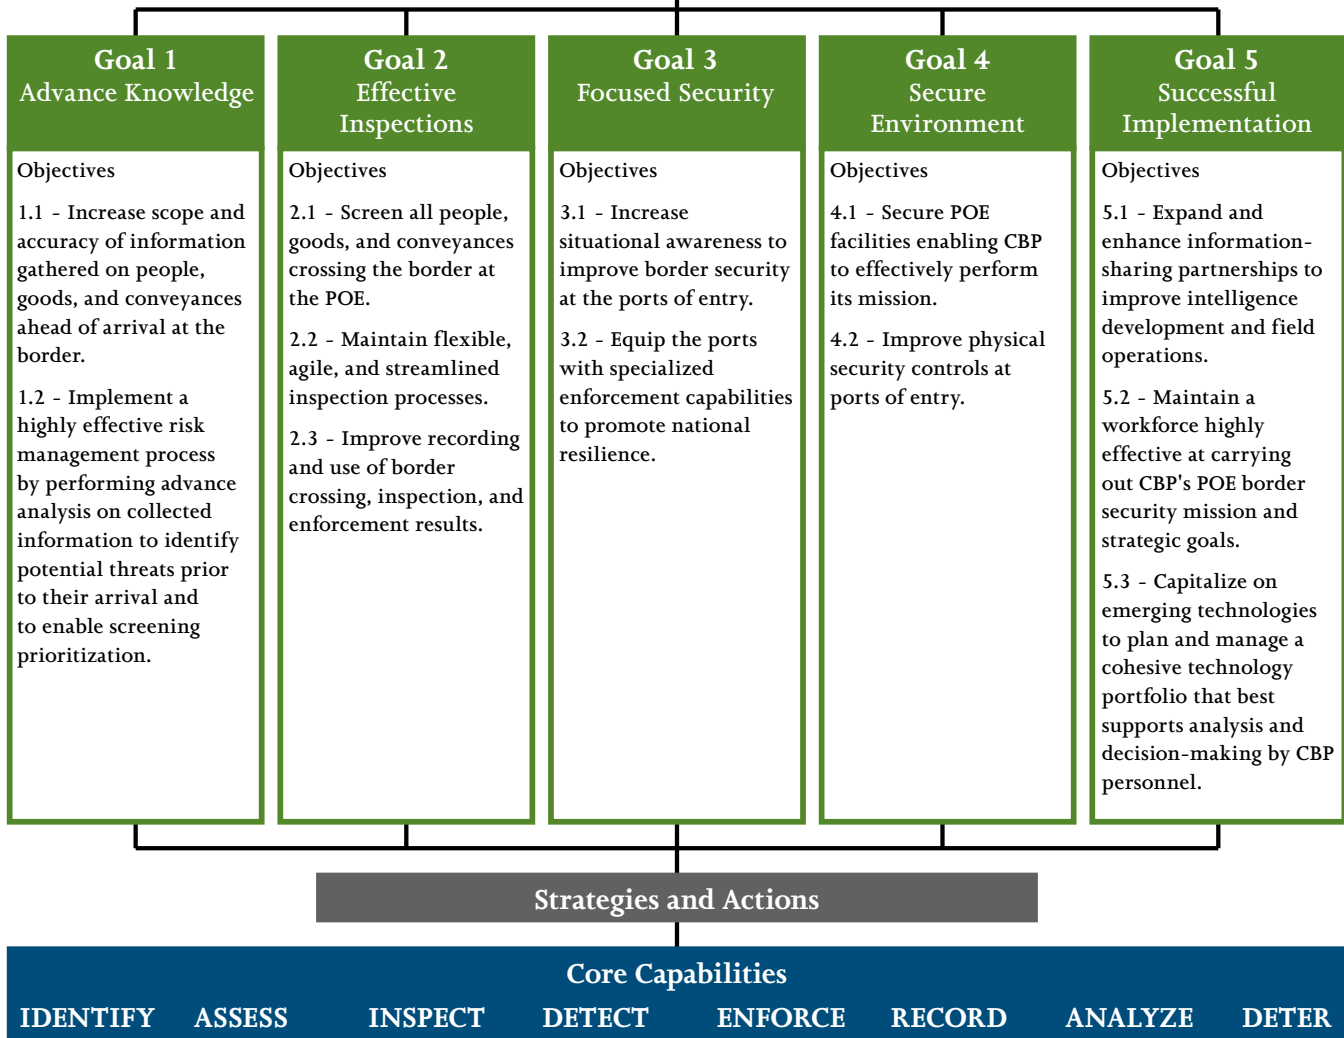 Goal 1
Advance Knowledge
Objectives
1.1 - Increase scope and
accuracy of information
gathered on people,
goods, and conveyances
ahead of arrival at the
border.
1.2 - Implement a
highly effective risk
management process
by performing advance
analysis on collected
information to identify
potential threats prior
to their arrival and
to enable screening
prioritization.
Goal 2
Effective
Inspections
Objectives
2.1 - Screen all people,
goods, and conveyances
crossing the border at
the POE.
2.2 - Maintain flexible,
agile, and streamlined
inspection processes.
2.3 - Improve recording
and use of border
crossing, inspection, and
enforcement results.
Goal 3
Focused Security
Objectives
3.1 - Increase
situational awareness to
improve border security
at the ports of entry.
3.2 - Equip the ports
with specialized
enforcement capabilities
to promote national
resilience.
Goal 4
Secure
Environment
Objectives
4.1 - Secure POE
facilities enabling CBP
to effectively perform
its mission.
4.2 - Improve physical
security controls at
ports of entry.
Goal 5
Successful
Implementation
Objectives
5.1 - Expand and
enhance information-
sharing partnerships to
improve intelligence
development and field
operations.
5.2 - Maintain a
workforce highly
effective at carrying
out CBP's POE border
security mission and
strategic goals.
5.3 - Capitalize on
emerging technologies
to plan and manage a
cohesive technology
portfolio that best
supports analysis and
decision-making by CBP
personnel.
Strategies and Actions
Core Capabilities
IDENTIFY ASSESS INSPECT DETECT ENFORCE RECORD ANALYZE DETER